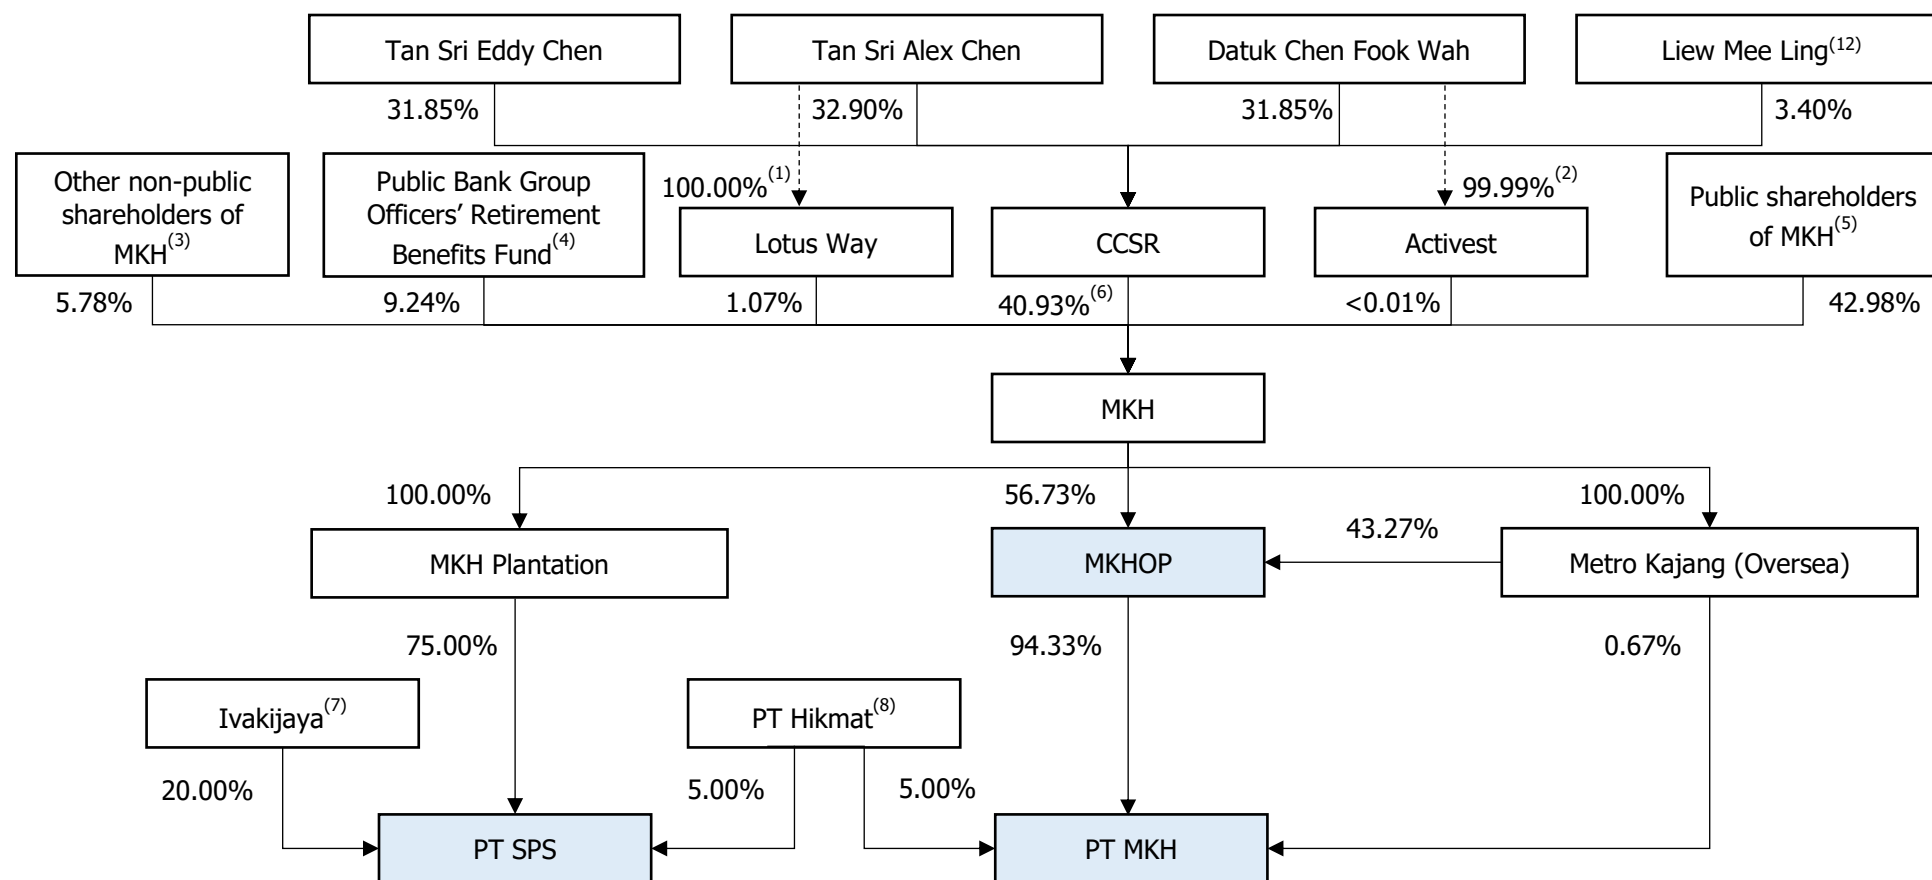 Tan Sri Eddy Chen
Tan Sri Alex Chen
Datuk Chen Fook Wah
Liew Mee Ling(12)
31.85%
32.90%
31.85%
3.40%
Other non-public
shareholders of
MKH(3)
Public Bank Group
Officers’ Retirement
Benefits Fund(4)
100.00%(1)
Lotus Way
CCSR
99.99%(2)
Activest
Public shareholders
of MKH(5)
5.78%
9.24%
1.07%
40.93%(6)
<0.01%
42.98%
MKH
100.00%
56.73%
100.00%
MKH Plantation
MKHOP
43.27%
Metro Kajang (Oversea)
75.00%
94.33%
0.67%
Ivakijaya(7)
PT Hikmat(8)
20.00%
5.00%
5.00%
PT SPS
PT MKH